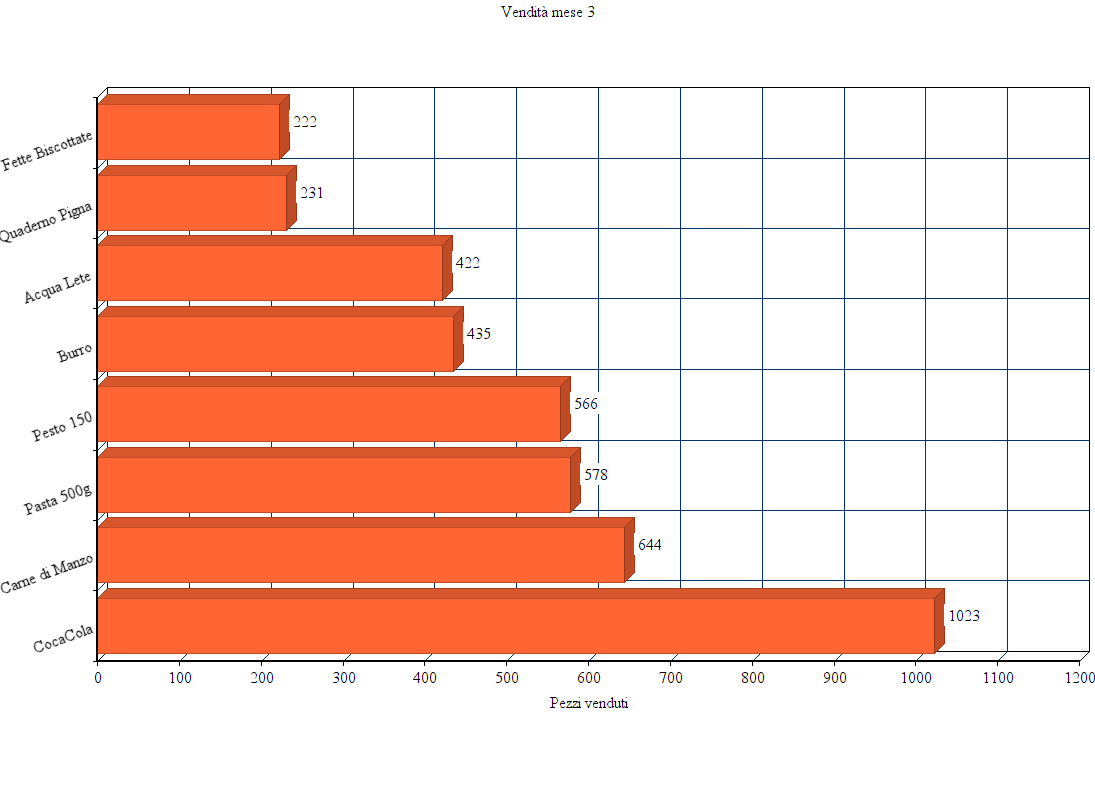 Vendità mese 3
Fette Biscottate
222
Quaderno Pigna
231
Acqua Lete
422
Burro
435
Pesto 150
566
Pasta 500g
578
Carne di Manzo
644
CocaCola
1023
0 100 200 300 400 500 600 700 800 900 1000 1100 1200
Pezzi venduti